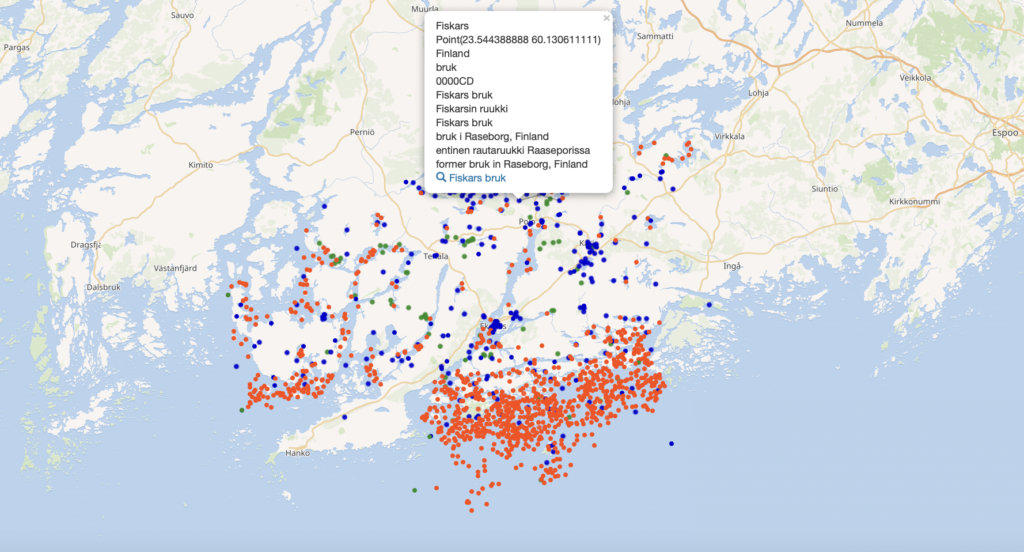 Sauvo
Muurla
Pargas
Sammatti
Nummela
Veikkola
Lohja
lohja
Espoo
Virkkala
Perniö
Kimito
Siuntio
Kirkkonummi
Dragsfj
Västanfjärd
Dalsbruk
Ingå
Hanko
×
Fiskars
Point(23.544388888 60.130611111)
Finland
bruk
0000CD
Fiskars bruk
Fiskarsin ruukki
Fiskars bruk
bruk i Raseborg, Finland
entinen rautaruukki Raaseporissa
former bruk in Raseborg, Finland
Fiskars bruk